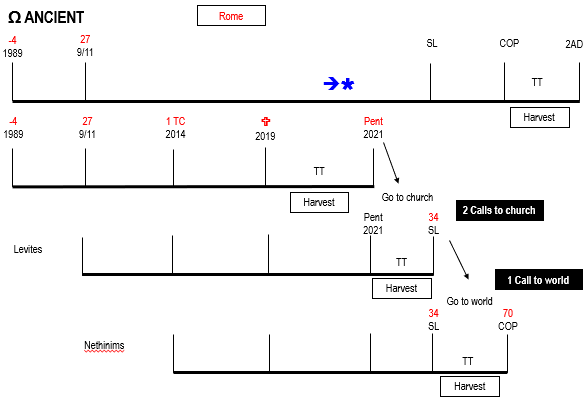 Ω ANCIENT
Rome
-4 27
1989 9/11 SL COP 2AD
TT
Harvest
-4 27 1 TC ✞ Pent
1989 9/11 2014 2019 2021
TT
Harvest
Go to church
2 Calls to church
Pent 34
2021 SL
Levites
TT
Harvest
1 Call to world
Go to world
34 70
SL COP
Nethinims
TT
Harvest